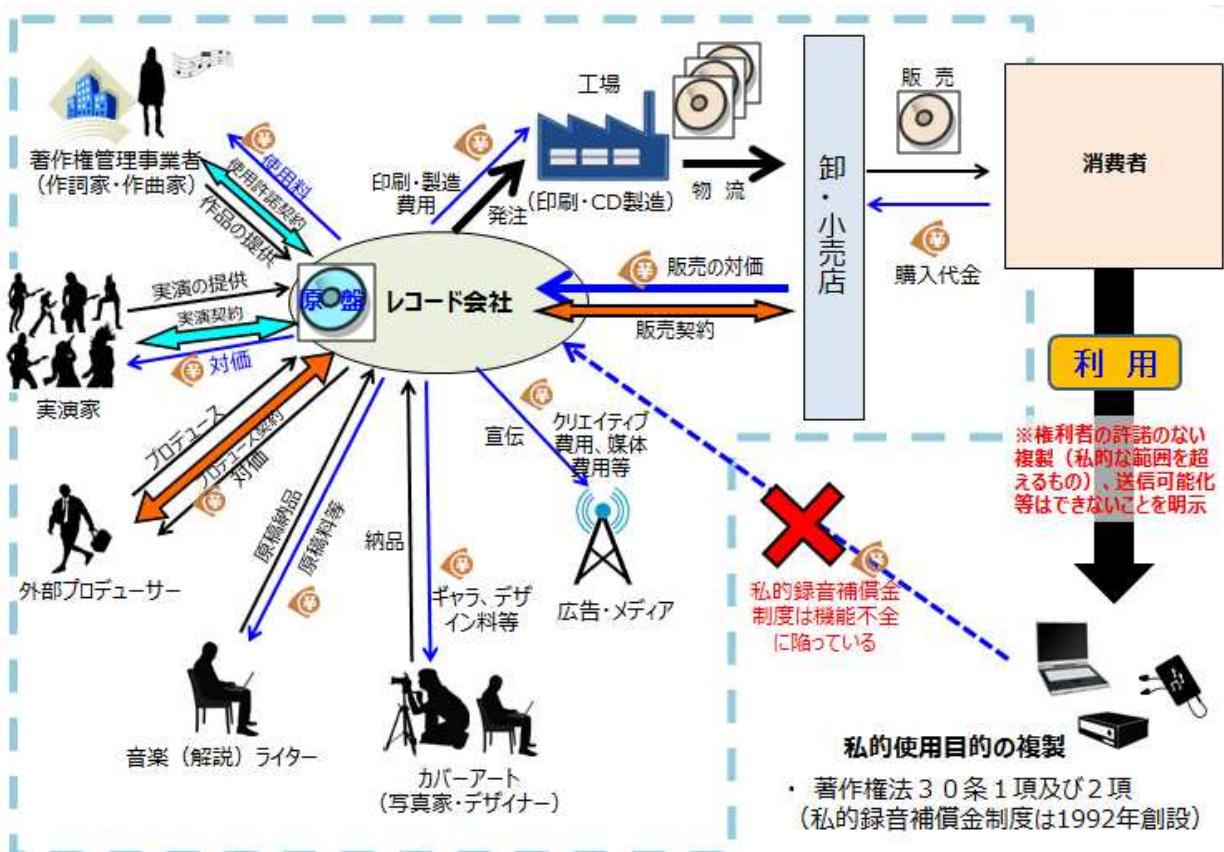 著作権管理事業者
（作詞家・作曲家）
使用料
使用許諾契約
作品の提供
工場
（印刷・CD製造）
印刷・製造
費用
発注
物 流
卸・小売店
販 売
購入代金
消費者
実演の提供
実演契約
対価
実演家
原 盤
レコード会社
販売の対価
販売契約
利 用
※権利者の許諾のない
複製（私的な範囲を超
えるもの）、送信可能化
等はできないことを明示
プロデュース
プロデュース契約
対価
外部プロデューサー
原稿納品
原稿料等
音楽（解説）ライター
納品
ギャラ、デザ
イン料等
カバーアート
（写真家・デザイナー）
宣伝
クリエイティブ
費用、媒体
費用等
広告・メディア
私的録音補償金
制度は機能不全
に陥っている
私的使用目的の複製
・ 著作権法３０条１項及び２項
（私的録音補償金制度は1992年創設）